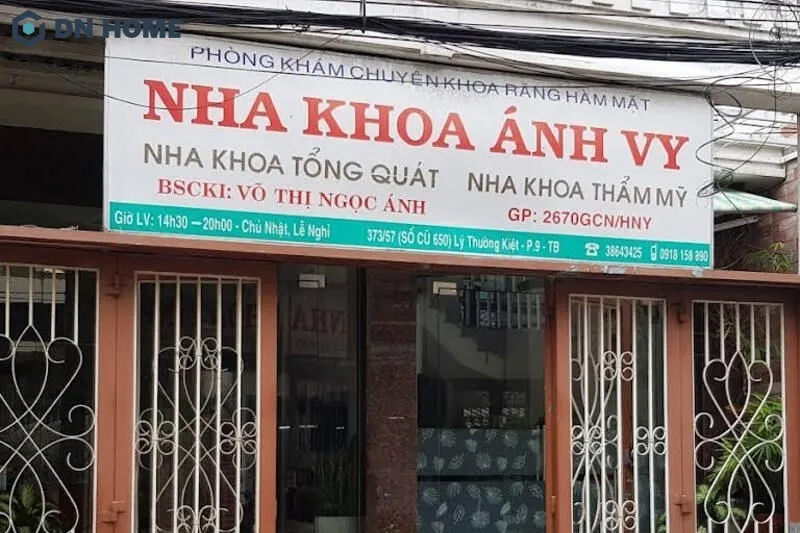 DN HOME
PHÒNG KHÁM CHUYÊN KHOA RĂNG HÀM MẶT
NHA KHOA ÁNH VY
NHA KHOA TỔNG QUÁT NHA KHOA THẨM MỸ
BSCKI: VÕ THỊ NGỌC ÁNH GP: 2670GCN/HNY
Giờ LV: 14h30 – 20h00 - Chủ Nhật, Lễ Nghỉ 373/57 (SỐ CŨ 650) Lý Thường Kiệt - P.9 - TB 38643425 0918 158 890
NHA